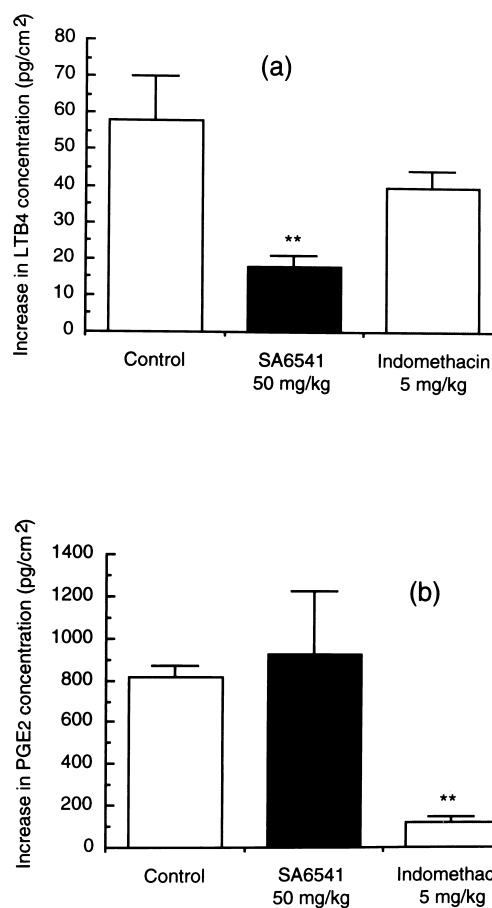 Increase in LTB4 concentration (pg/cm2)
80
70
60
50
40
30
20
10
0
(a)
**
Control
SA6541
50 mg/kg
Indomethacin
5 mg/kg
Increase in PGE2 concentration (pg/cm2)
1400
1200
1000
800
600
400
200
0
(b)
**
Control
SA6541
50 mg/kg
Indomethac
5 mg/kg